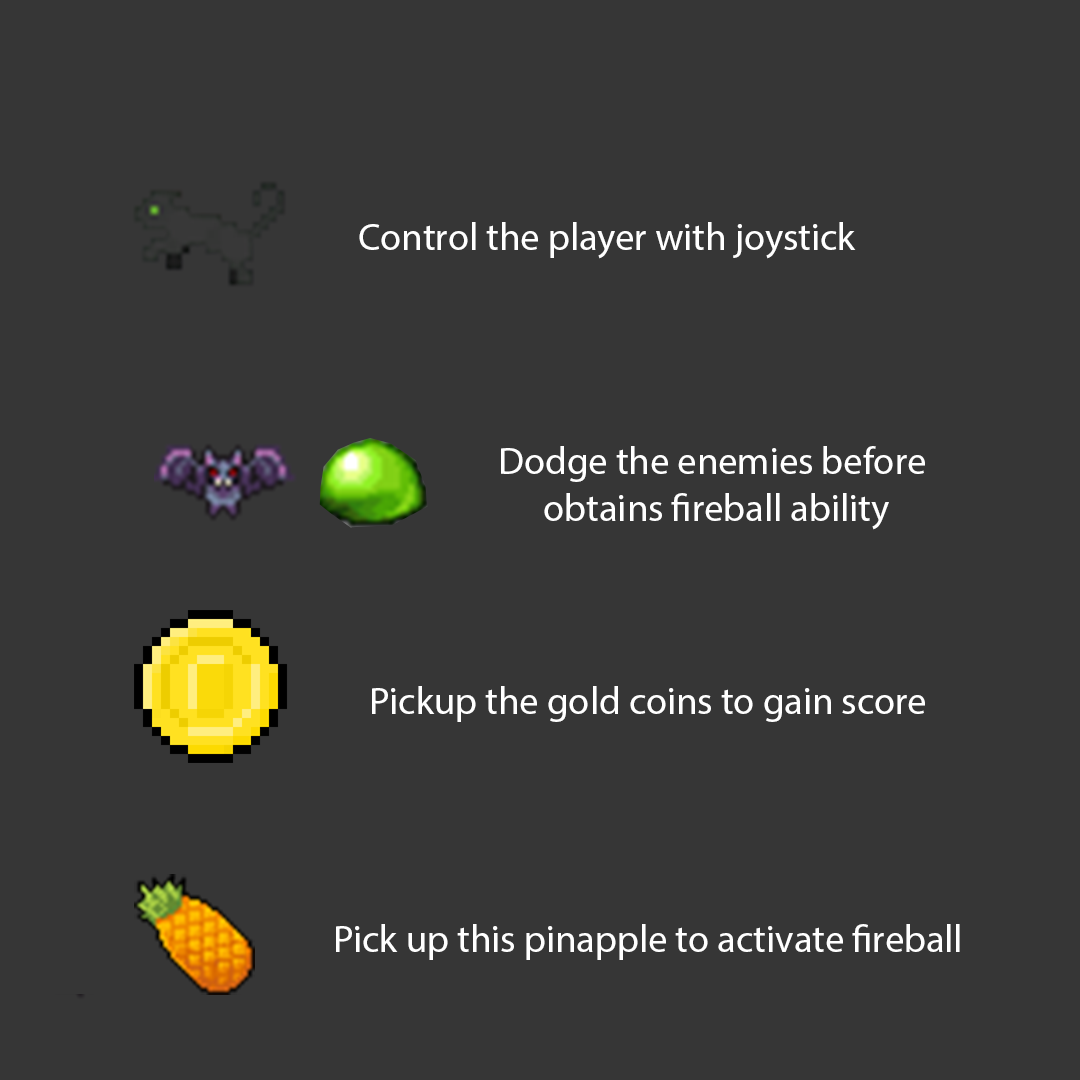 Control the player with joystick
Dodge the enemies before
obtains fireball ability
Pickup the gold coins to gain score
Pick up this pinapple to activate fireball